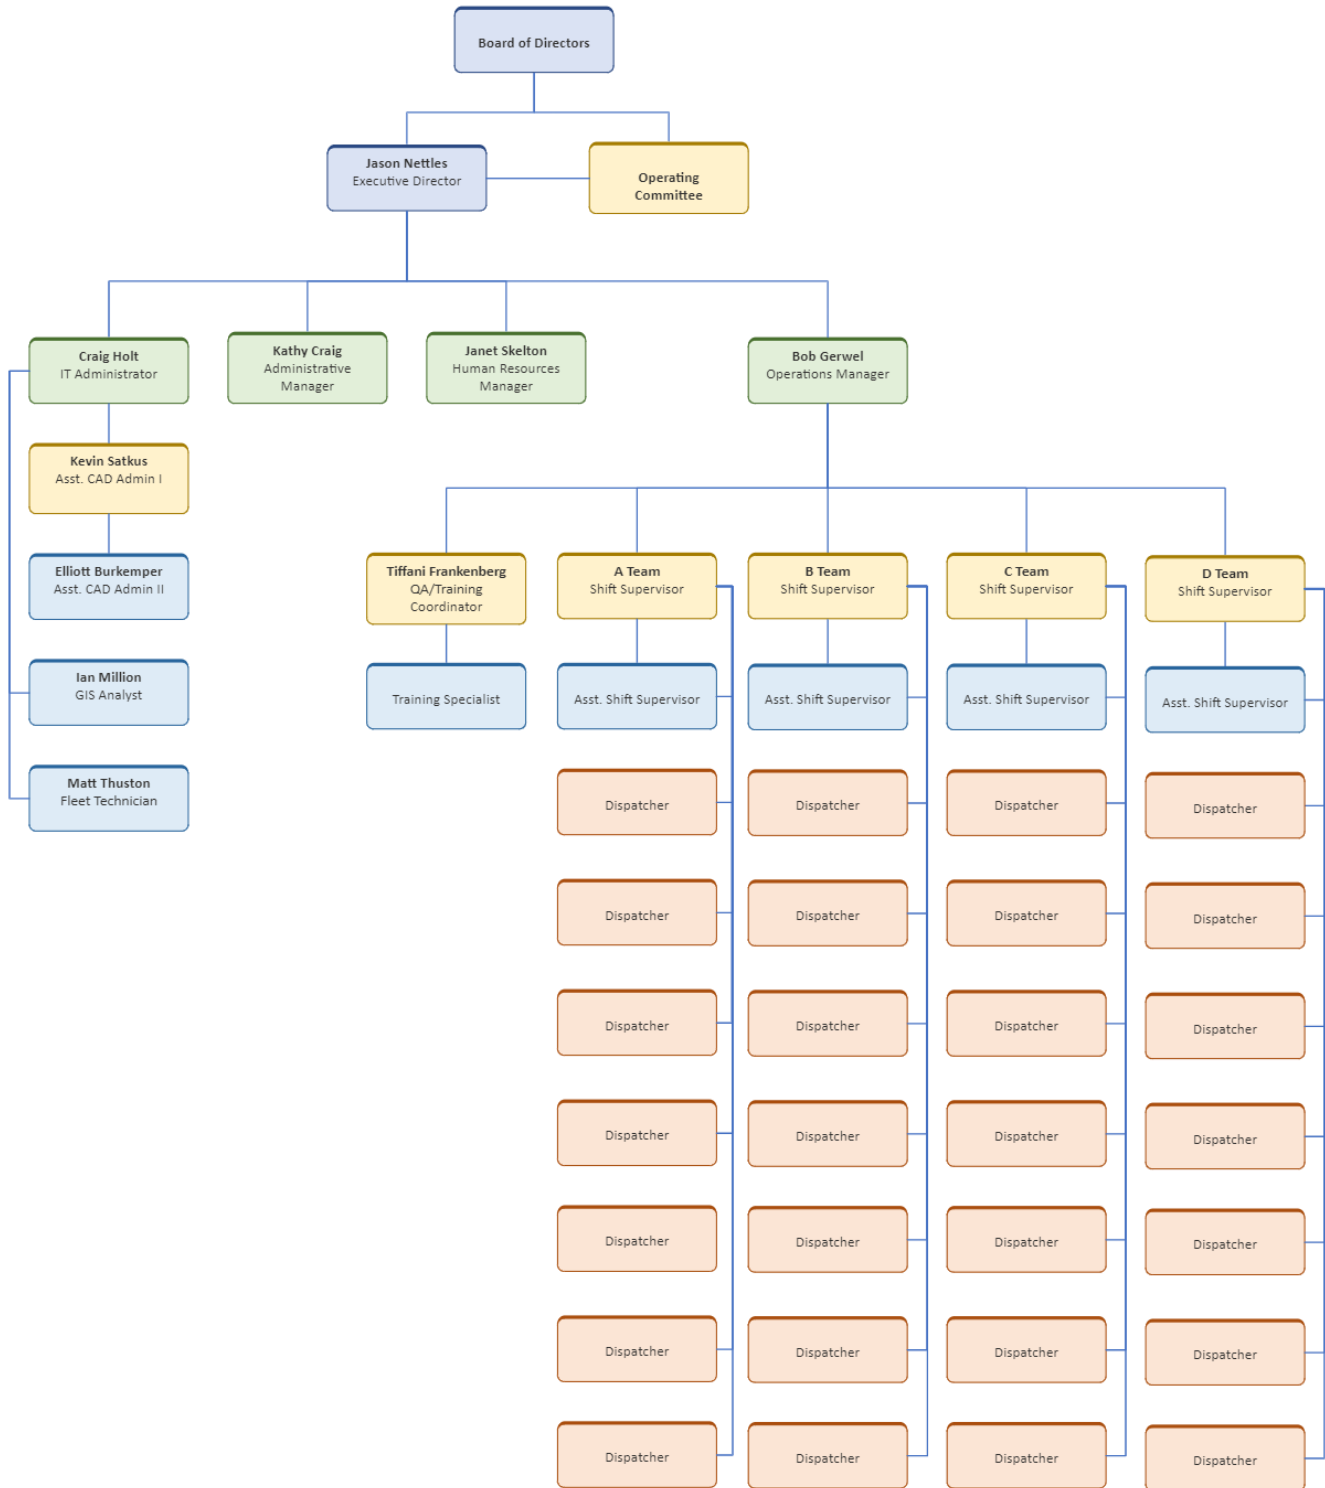 Board of Directors
Jason Nettles
Executive Director
Operating
Committee
Craig Holt
IT Administrator
Kathy Craig
Administrative
Manager
Janet Skelton
Human Resources
Manager
Bob Gerwel
Operations Manager
Kevin Satkus
Asst. CAD Admin I
Elliott Burkemper
Asst. CAD Admin II
Ian Million
GIS Analyst
Matt Thuston
Fleet Technician
Tiffani Frankenberg
QA/Training
Coordinator
Training Specialist
A Team
Shift Supervisor
Asst. Shift Supervisor
Dispatcher
Dispatcher
Dispatcher
Dispatcher
Dispatcher
Dispatcher
Dispatcher
B Team
Shift Supervisor
Asst. Shift Supervisor
Dispatcher
Dispatcher
Dispatcher
Dispatcher
Dispatcher
Dispatcher
Dispatcher
C Team
Shift Supervisor
Asst. Shift Supervisor
Dispatcher
Dispatcher
Dispatcher
Dispatcher
Dispatcher
Dispatcher
Dispatcher
D Team
Shift Supervisor
Asst. Shift Supervisor
Dispatcher
Dispatcher
Dispatcher
Dispatcher
Dispatcher
Dispatcher
Dispatcher